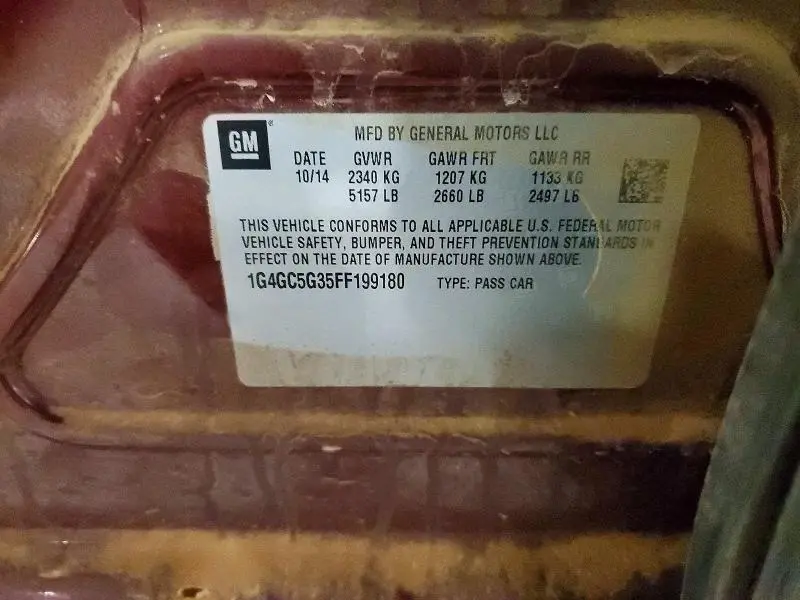 GM®
MFD BY GENERAL MOTORS LLC
DATE GVWR GAWR FRT GAWR RR
10/14 2340 KG 1207 KG 1133 KG
5157 LB 2660 LB 2497 LB
THIS VEHICLE CONFORMS TO ALL APPLICABLE U.S. FEDERAL MOTOR
VEHICLE SAFETY, BUMPER, AND THEFT PREVENTION STANDARDS IN
EFFECT ON THE DATE OF MANUFACTURE SHOWN ABOVE.
1G4GC5G35FF199180 TYPE: PASS CAR